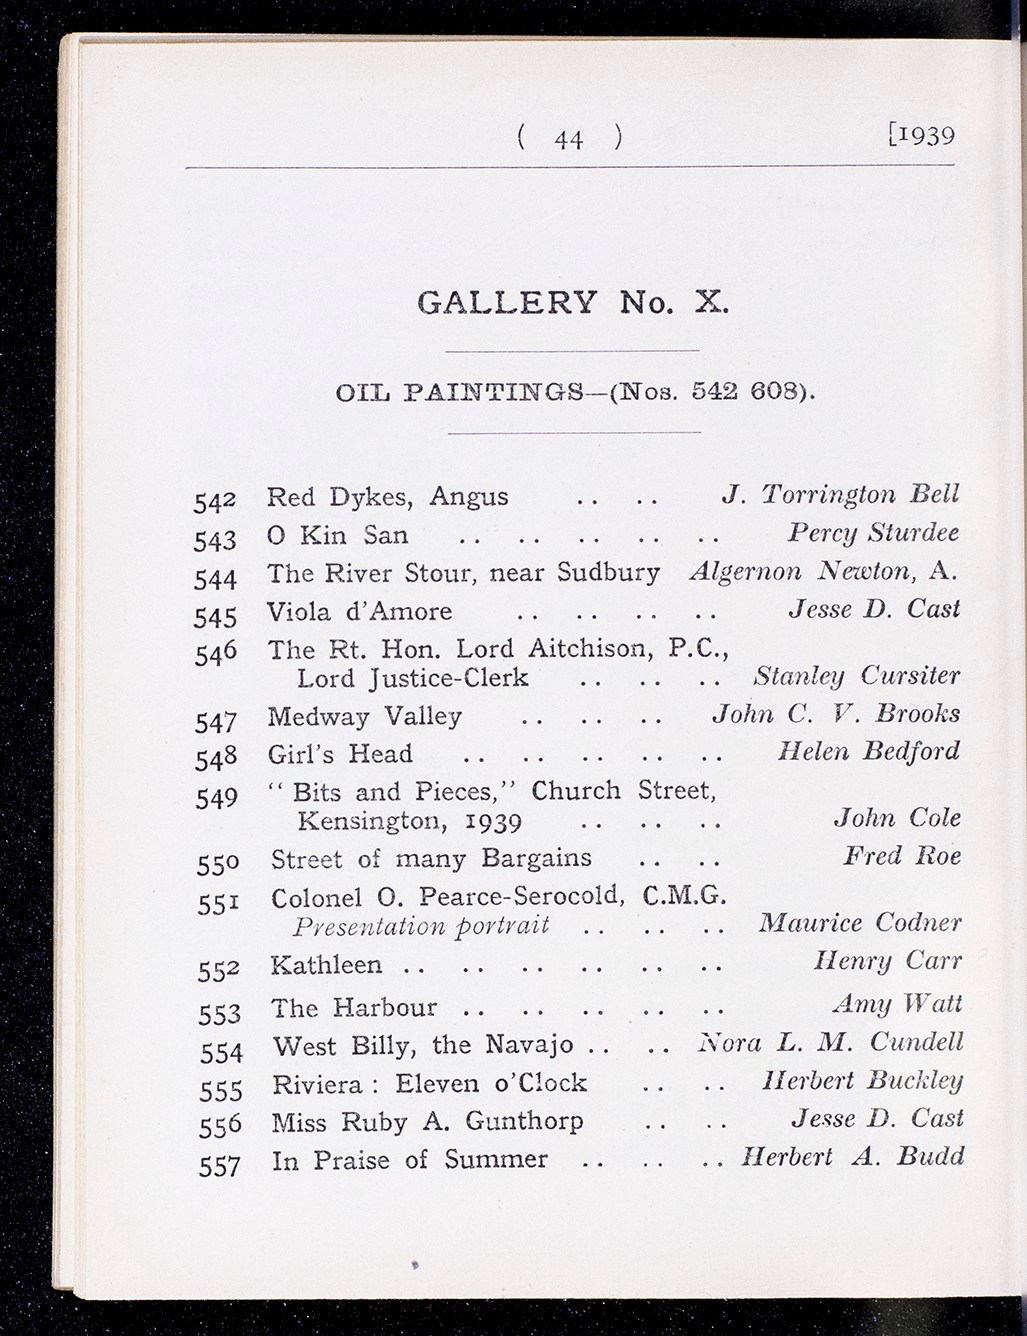 ( 44 ) [1939
GALLERY No. X.
OIL PAINTINGS—(Nos. 542 608).
542 Red Dykes, Angus .. .. J. Torrington Bell
543 O Kin San .. .. .. .. .. Percy Sturdee
544 The River Stour, near Sudbury Algernon Newton, A.
545 Viola d'Amore .. .. .. .. Jesse D. Cast
546 The Rt. Hon. Lord Aitchison, P.C.,
Lord Justice-Clerk .. .. .. Stanley Cursiter
547 Medway Valley .. .. .. John C. V. Brooks
548 Girl's Head .. .. .. .. .. Helen Bedford
549 "Bits and Pieces," Church Street,
Kensington, 1939 .. .. .. John Cole
550 Street of many Bargains .. .. Fred Roe
551 Colonel O. Pearce-Serocold, C.M.G.
Presentation portrait .. .. .. Maurice Codner
552 Kathleen .. .. .. .. .. .. Henry Carr
553 The Harbour .. .. .. .. .. Amy Watt
554 West Billy, the Navajo .. .. Nora L. M. Cundell
555 Riviera : Eleven o'Clock .. .. Herbert Buckley
556 Miss Ruby A. Gunthorp .. .. Jesse D. Cast
557 In Praise of Summer .. .. .. Herbert A. Budd